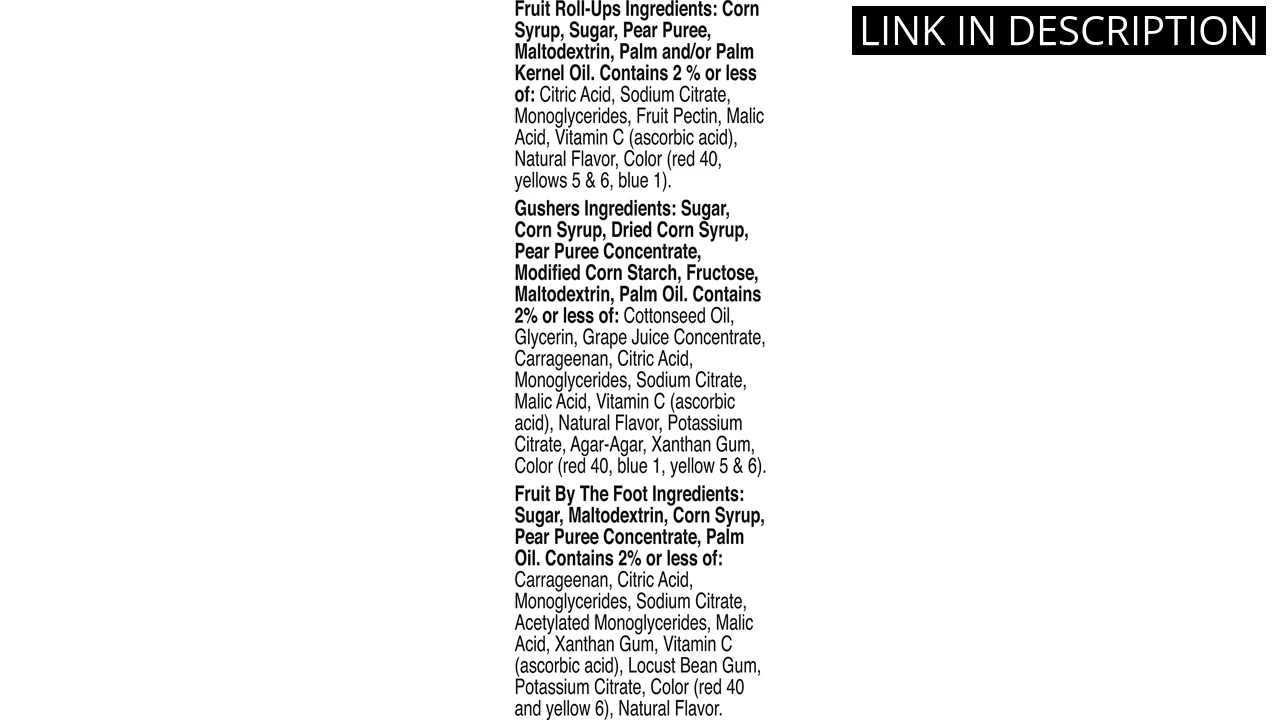 Fruit Roll-Ups Ingredients: Corn
Syrup, Sugar, Pear Puree,
Maltodextrin, Palm and/or Palm
Kernel Oil. Contains 2 % or less
of: Citric Acid, Sodium Citrate,
Monoglycerides, Fruit Pectin, Malic
Acid, Vitamin C (ascorbic acid),
Natural Flavor, Color (red 40,
yellows 5 & 6, blue 1).
Gushers Ingredients: Sugar,
Corn Syrup, Dried Corn Syrup,
Pear Puree Concentrate,
Modified Corn Starch, Fructose,
Maltodextrin, Palm Oil. Contains
2% or less of: Cottonseed Oil,
Glycerin, Grape Juice Concentrate,
Carrageenan, Citric Acid,
Monoglycerides, Sodium Citrate,
Malic Acid, Vitamin C (ascorbic
acid), Natural Flavor, Potassium
Citrate, Agar-Agar, Xanthan Gum,
Color (red 40, blue 1, yellow 5 & 6).
Fruit By The Foot Ingredients:
Sugar, Maltodextrin, Corn Syrup,
Pear Puree Concentrate, Palm
Oil. Contains 2% or less of:
Carrageenan, Citric Acid,
Monoglycerides, Sodium Citrate,
Acetylated Monoglycerides, Malic
Acid, Xanthan Gum, Vitamin C
(ascorbic acid), Locust Bean Gum,
Potassium Citrate, Color (red 40
and yellow 6), Natural Flavor.
LINK IN DESCRIPTION